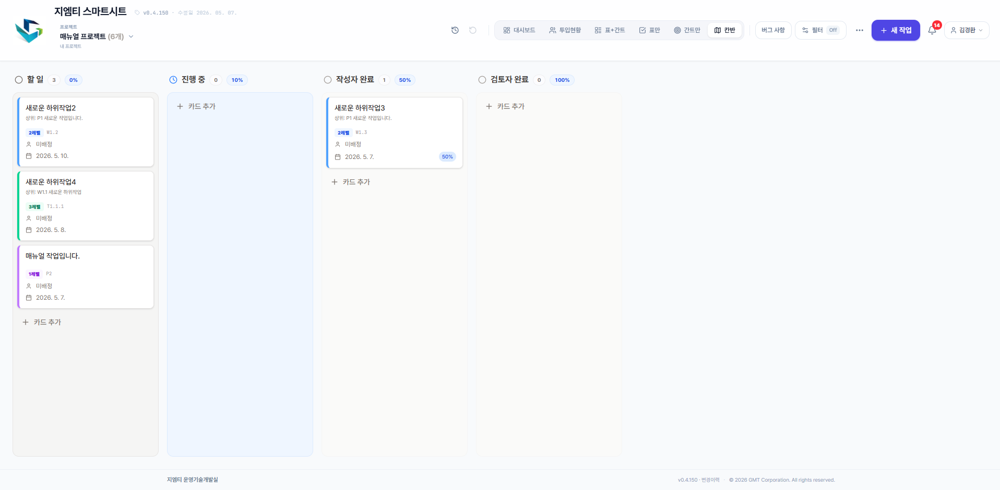 지엠티 스마트시트
v0.4.150 · 수정일 2026. 05. 07.
프로젝트
매뉴얼 프로젝트 (6개)
내 프로젝트
대시보드
투입현황
표+간트
표만
간트만
칸반
버그 사항
필터 Off
새 작업
14
김경환
할 일 3 0%
새로운 하위작업2
상위: P1 새로운 작업입니다.
2레벨 W1.2
미배정
2026. 5. 10.
새로운 하위작업4
상위: W1.1 새로운 하위작업
3레벨 T1.1.1
미배정
2026. 5. 8.
매뉴얼 작업입니다.
1레벨 P2
미배정
2026. 5. 7.
카드 추가
진행 중 0 10%
카드 추가
작성자 완료 1 50%
새로운 하위작업3
상위: P1 새로운 작업입니다.
2레벨 W1.3
미배정
2026. 5. 7. 50%
카드 추가
검토자 완료 0 100%
카드 추가
지엠티 운영기술개발실
v0.4.150 · 변경이력 · © 2026 GMT Corporation. All rights reserved.